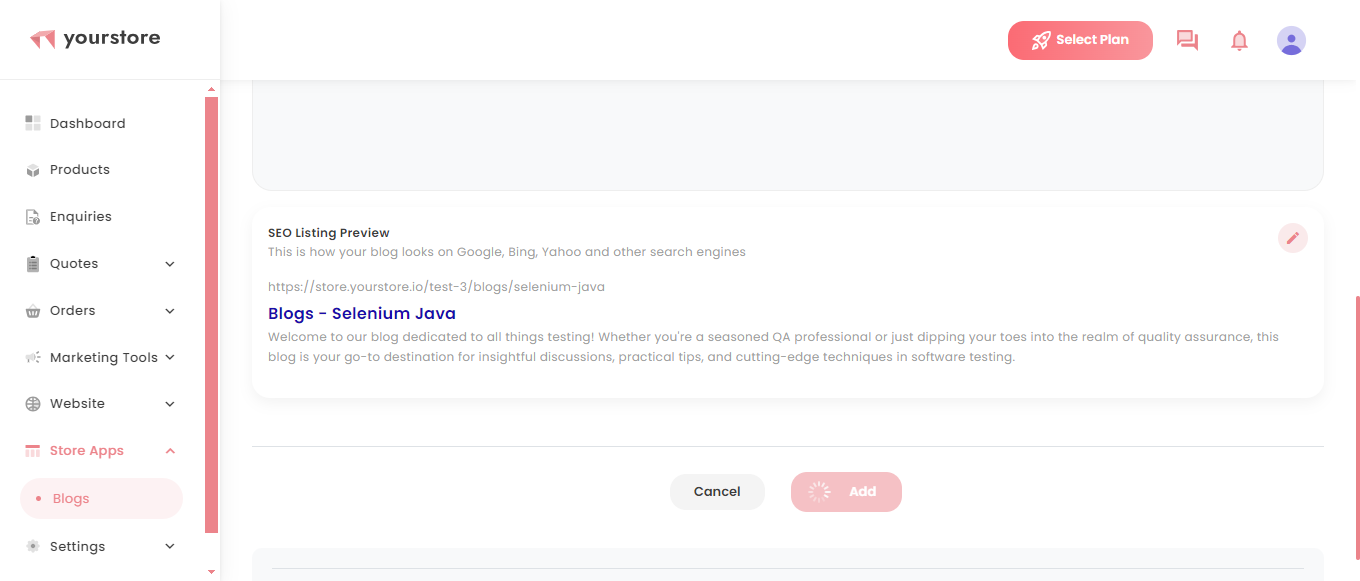 yourstore
Select Plan
Dashboard
Products
Enquiries
Quotes
Orders
Marketing Tools
Website
Store Apps
Blogs
Settings
SEO Listing Preview
This is how your blog looks on Google, Bing, Yahoo and other search engines
https://store.yourstore.io/test-3/blogs/selenium-java
Blogs - Selenium Java
Welcome to our blog dedicated to all things testing! Whether you're a seasoned QA professional or just dipping your toes into the realm of quality assurance, this
blog is your go-to destination for insightful discussions, practical tips, and cutting-edge techniques in software testing.
Cancel
Add